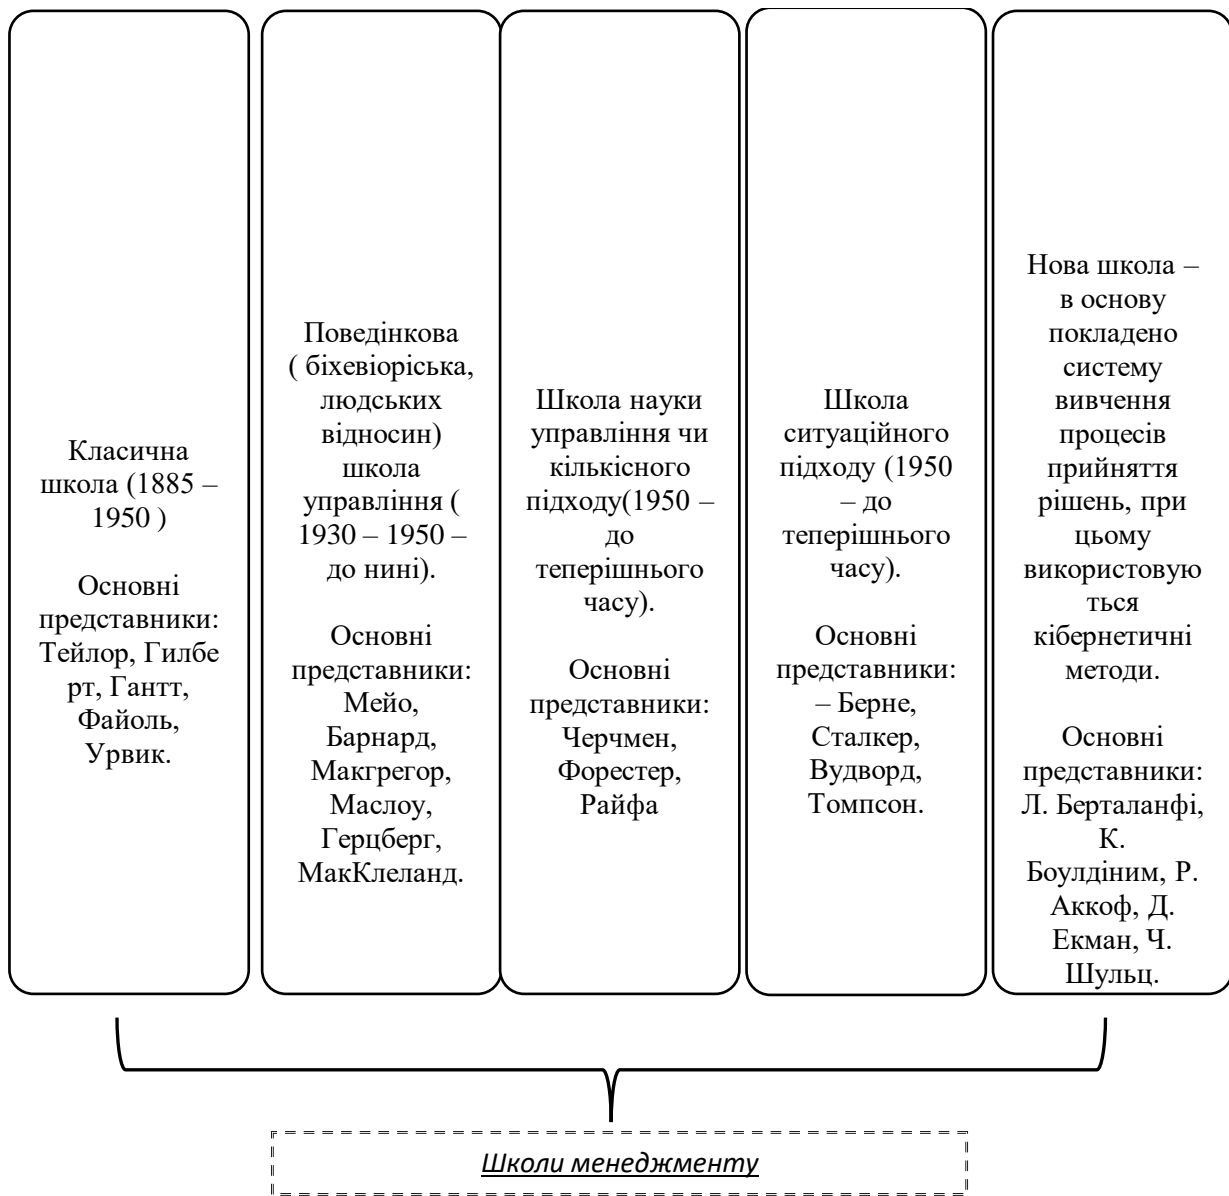 Класична
школа (1885 –
1950 )
Основні
представники:
Тейлор, Гилбе
рт, Гантт,
Файоль,
Урвик.
Поведінкова
( біхевіоріська,
людських
відносин)
школа
управління (
1930 – 1950 –
до нині).
Основні
представники:
Мейо,
Барнард,
Макгрегор,
Маслоу,
Герцберг,
МакКлеланд.
Школа науки
управління чи
кількісного
підходу(1950 –
до
теперішнього
часу).
Основні
представники:
Черчмен,
Форестер,
Райфа
Школа
ситуаційного
підходу (1950
– до
теперішнього
часу).
Основні
представники:
– Берне,
Сталкер,
Вудворд,
Томпсон.
Нова школа –
в основу
покладено
систему
вивчення
процесів
прийняття
рішень, при
цьому
використовую
ться
кібернетичні
методи.
Основні
представники:
Л. Берталанфі,
К.
Боулдіним, Р.
Аккоф, Д.
Екман, Ч.
Шульц.
Школи менеджменту